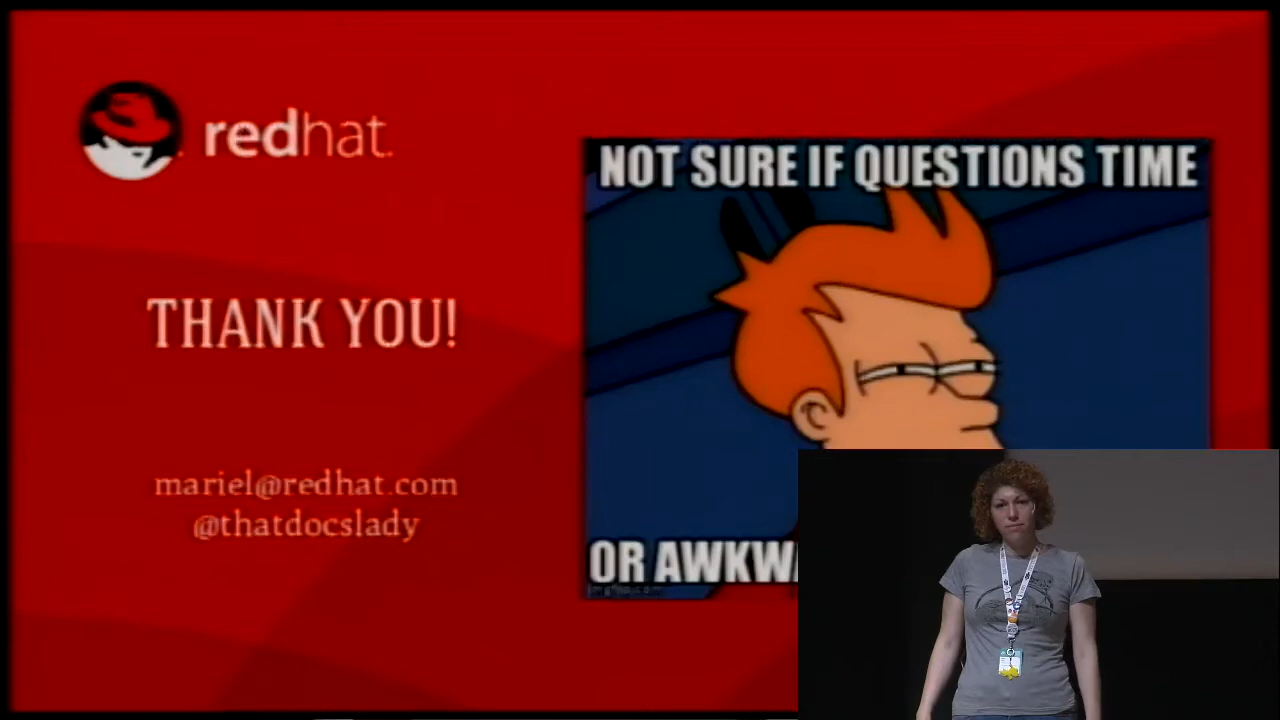 redhat.
NOT SURE IF QUESTIONS TIME
THANK YOU!
mariel@redhat.com
@thatdocslady
OR AWKW